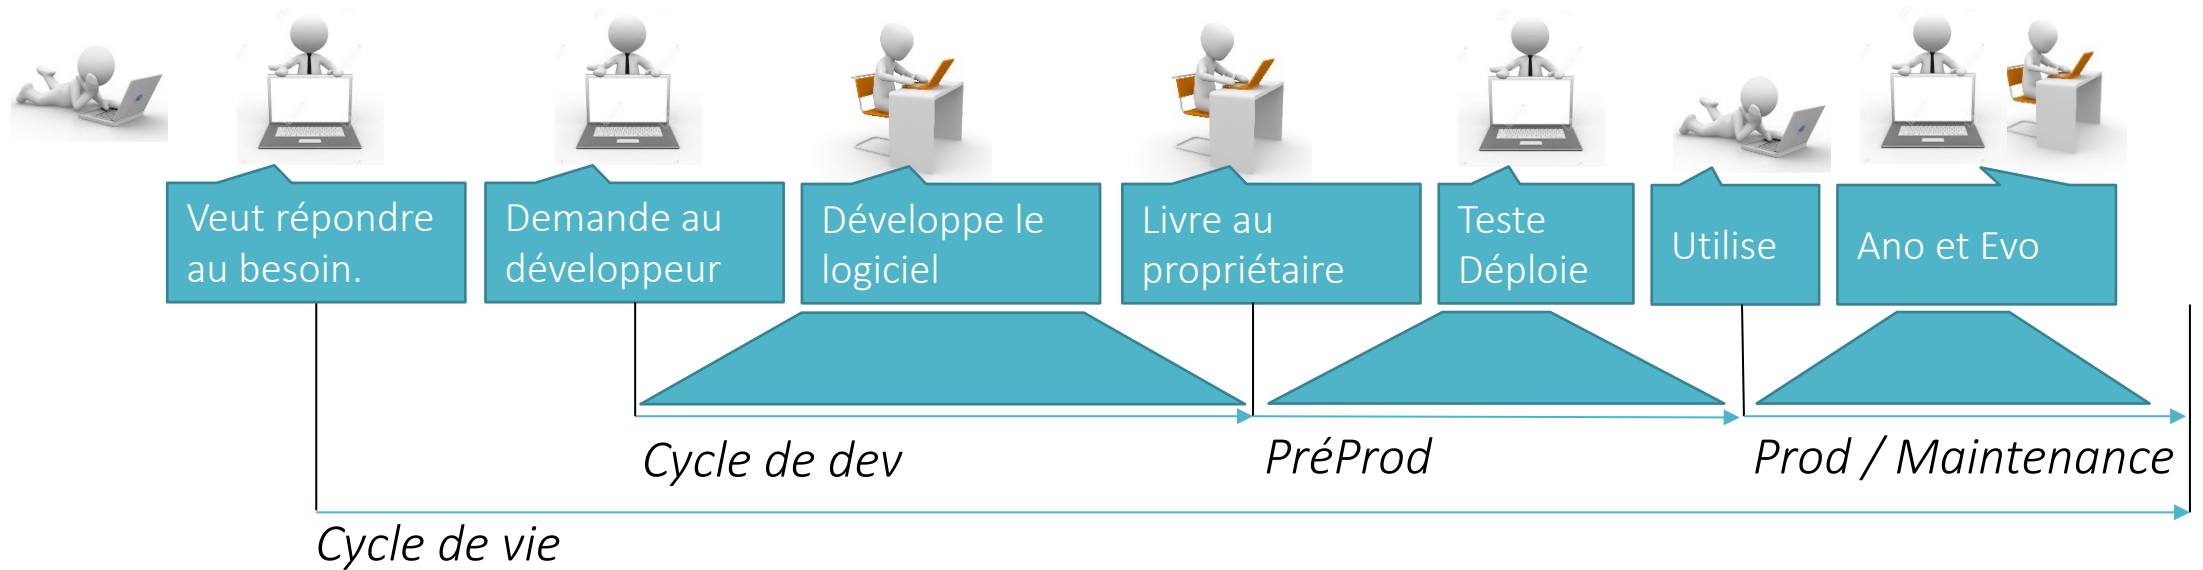 Veut répondre
au besoin.
Demande au
développeur
Développe le
logiciel
Livre au
propriétaire
Teste
Déploie
Utilise
Ano et Evo
Cycle de dev
PréProd
Prod / Maintenance
Cycle de vie